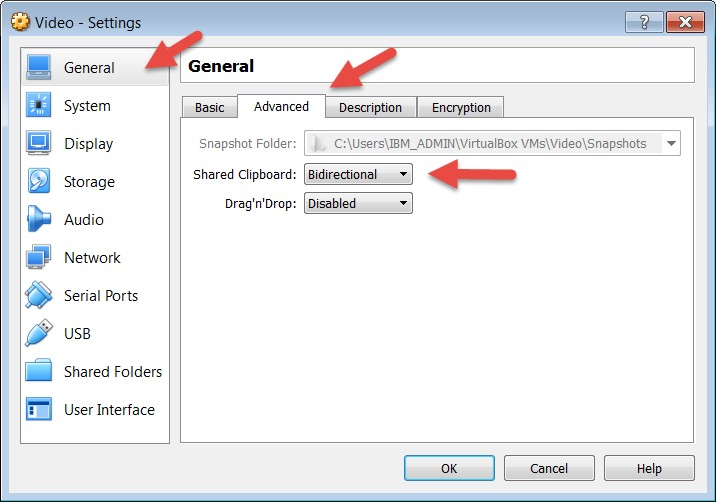 Video - Settings
General
System
Display
Storage
Audio
Network
Serial Ports
USB
Shared Folders
User Interface
General
Basic Advanced Description Encryption
Snapshot Folder: C:\Users\IBM_ADMIN\VirtualBox VMs\Video\Snapshots
Shared Clipboard: Bidirectional
Drag'n'Drop: Disabled
OK Cancel Help